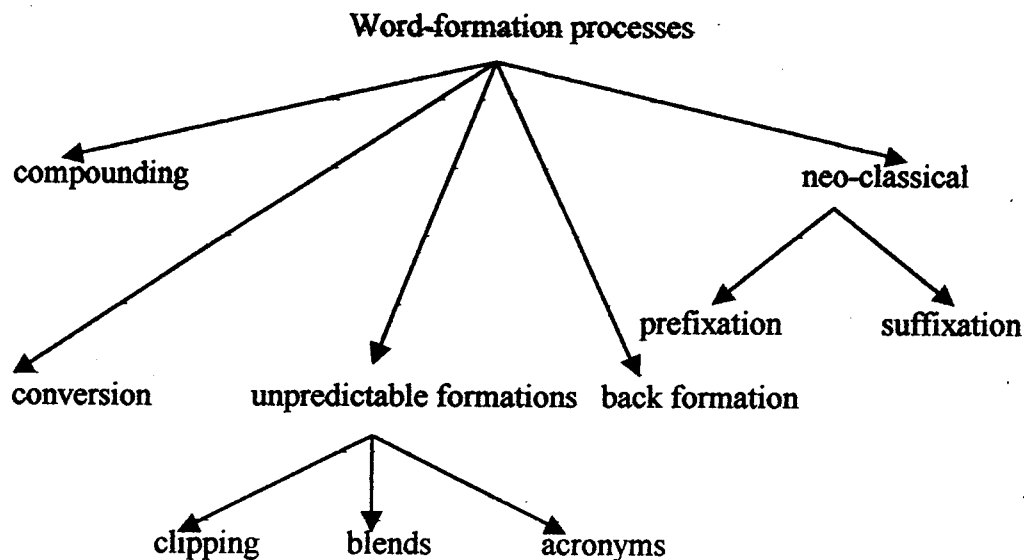 Word-formation processes
compounding
neo-classical
prefixation
suffixation
conversion
unpredictable formations
back formation
clipping
blends
acronyms